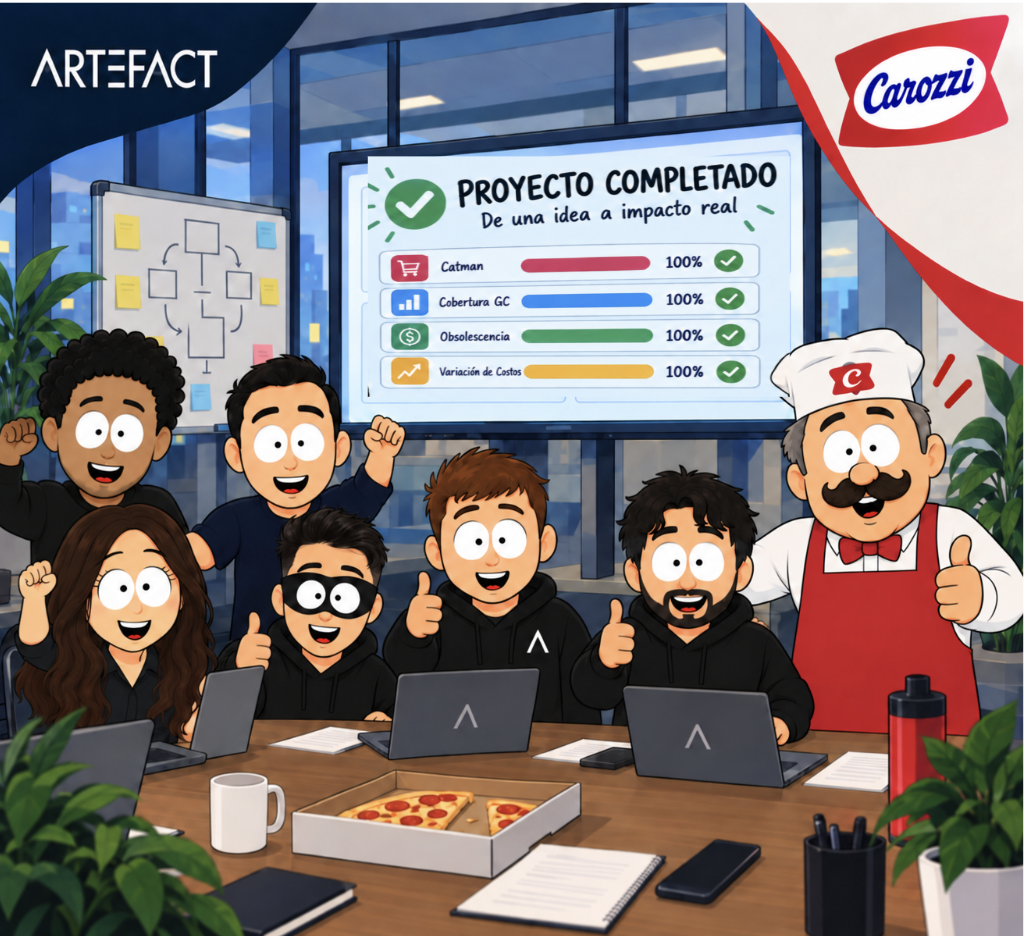 ARTEFACT
Carozzi
PROYECTO COMPLETADO
De una idea a impacto real
Catman 100%
Cobertura GC 100%
Obsolescencia 100%
Variación de Costos 100%
C